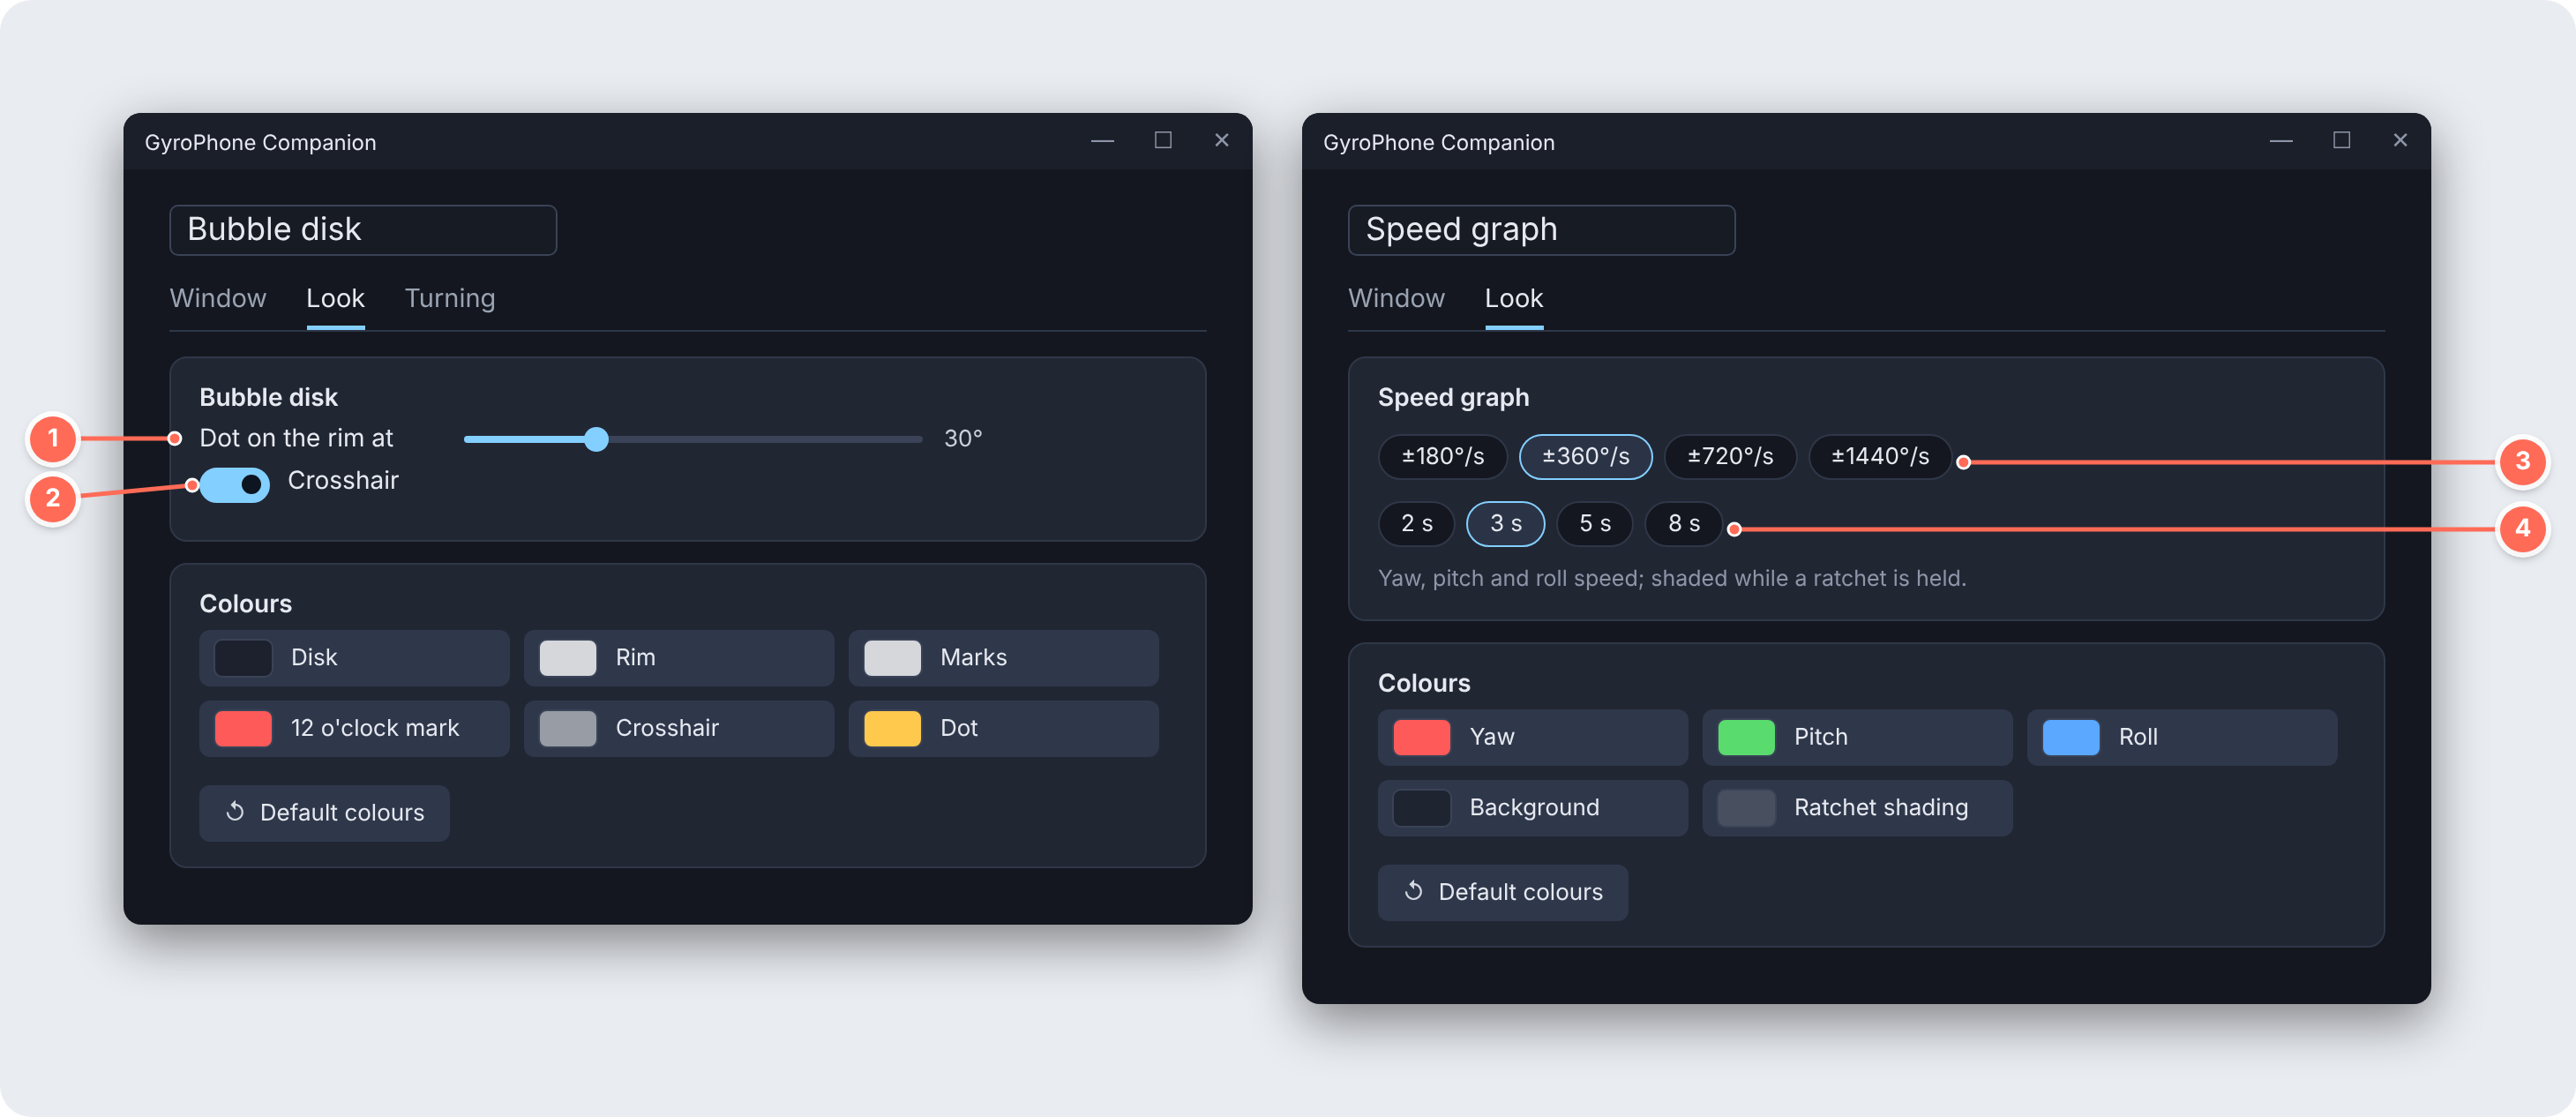 GyroPhone Companion
Bubble disk
Window Look Turning
Bubble disk
1 Dot on the rim at 30°
2 Crosshair
Colours
Disk Rim Marks
12 o'clock mark Crosshair Dot
Default colours
GyroPhone Companion
Speed graph
Window Look
Speed graph
±180°/s ±360°/s ±720°/s ±1440°/s 3
2 s 3 s 5 s 8 s 4
Yaw, pitch and roll speed; shaded while a ratchet is held.
Colours
Yaw Pitch Roll
Background Ratchet shading
Default colours